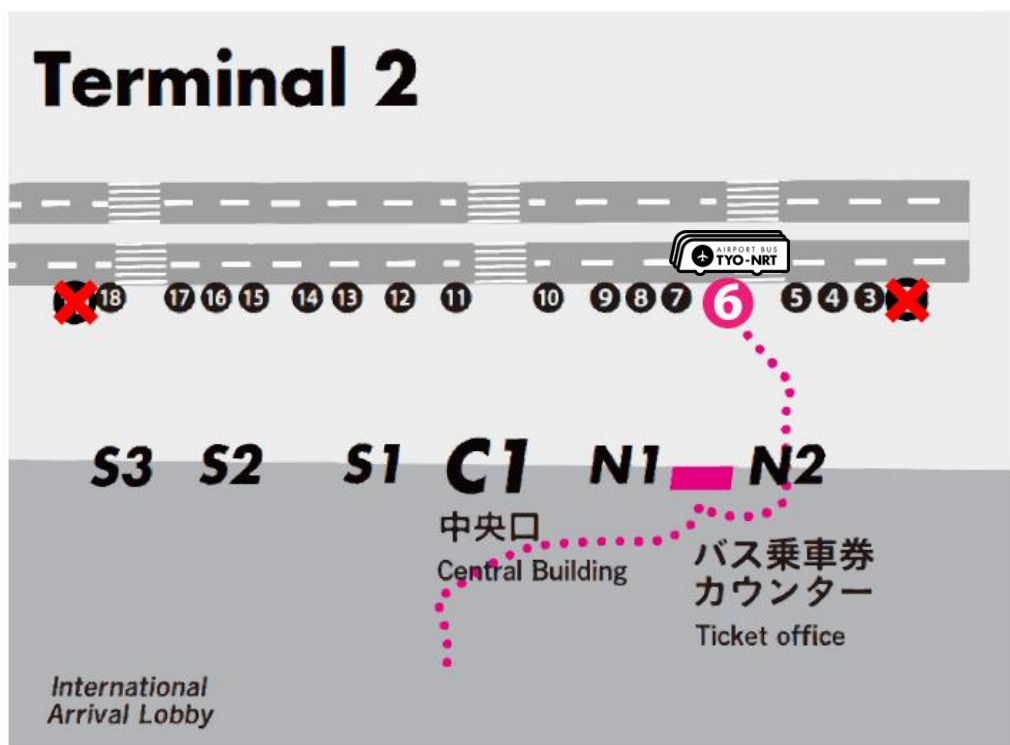 Terminal 2
AIRPORT BUS
TYO-NRT
18 17 16 15 14 13 12 11 10 9 8 7 6 5 4 3
S3 S2 S1 C1 N1 N2
中央口
Central Building
バス乗車券
カウンター
Ticket office
International
Arrival Lobby